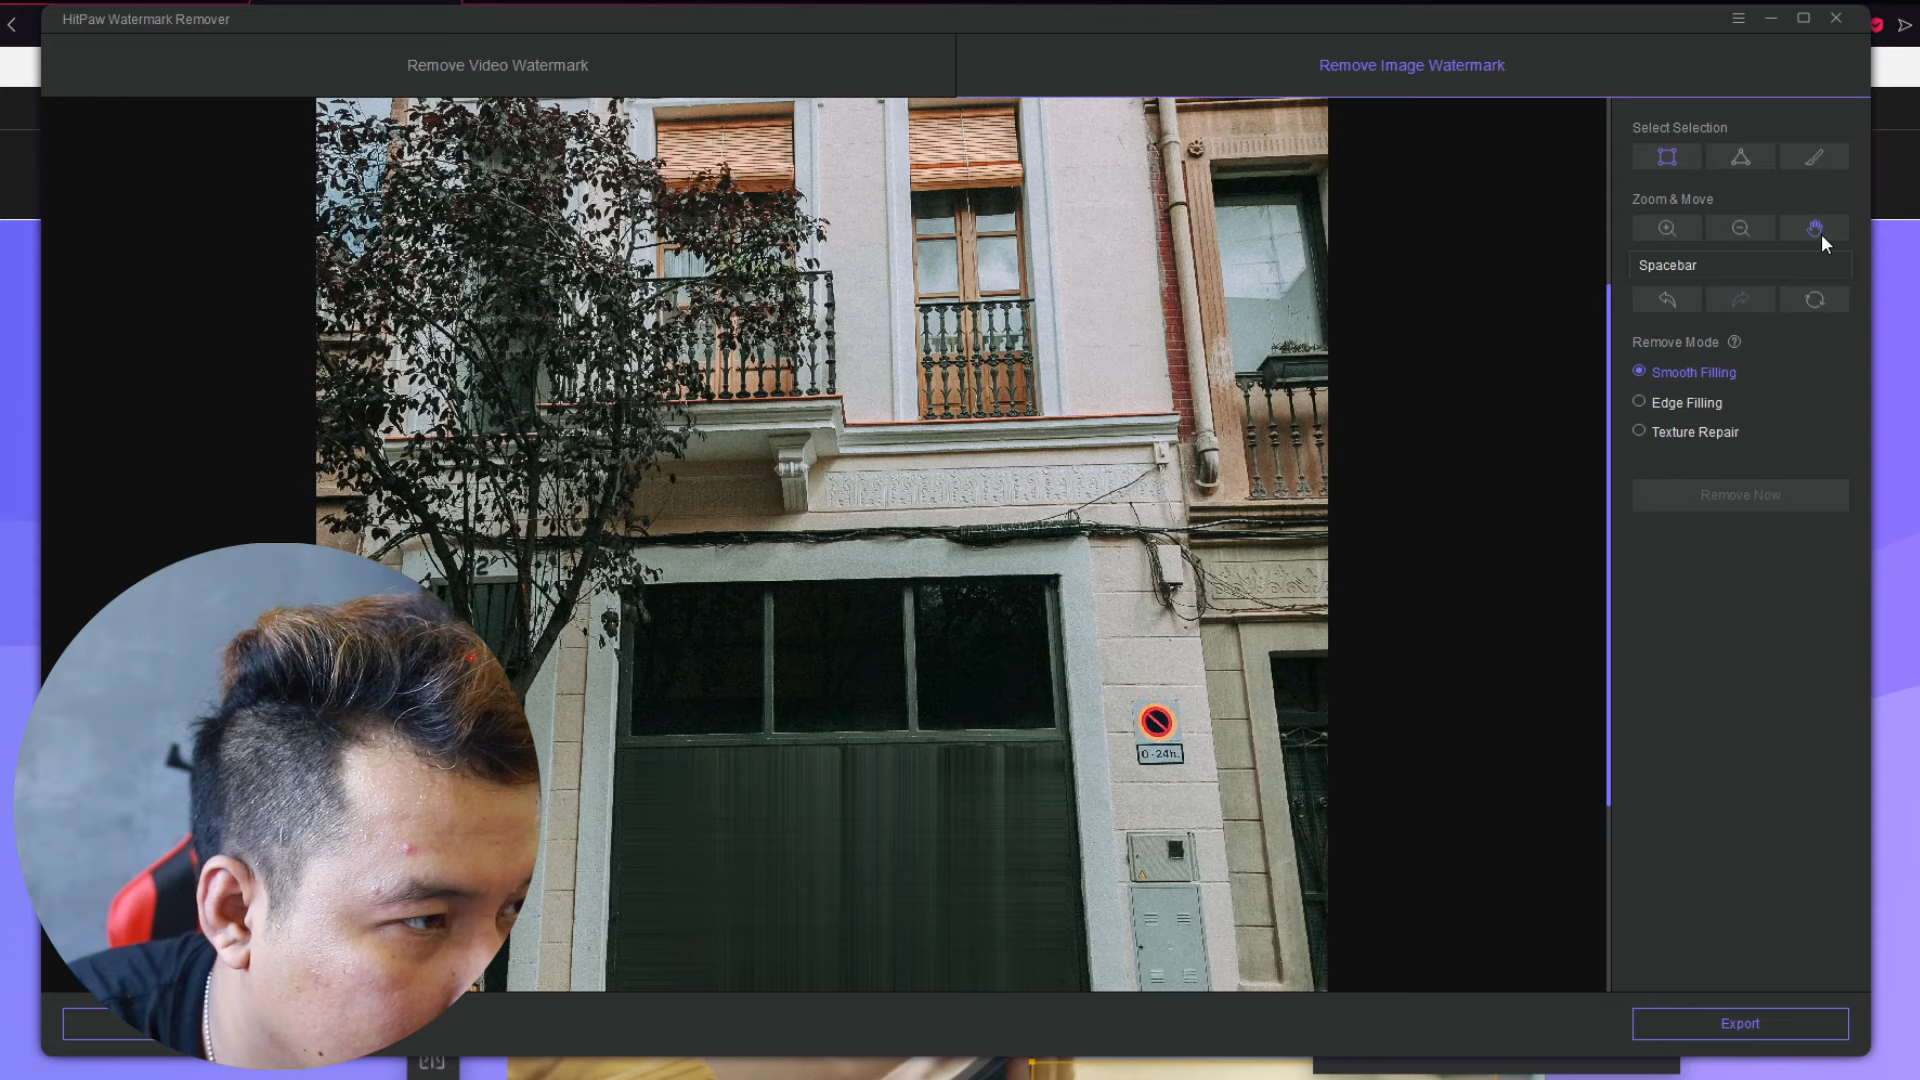 HitPaw Watermark Remover
Remove Video Watermark
Remove Image Watermark
Select Selection
Zoom & Move
Spacebar
Remove Mode
Smooth Filling
Edge Filling
Texture Repair
Remove Now
2
0-24h.
Export